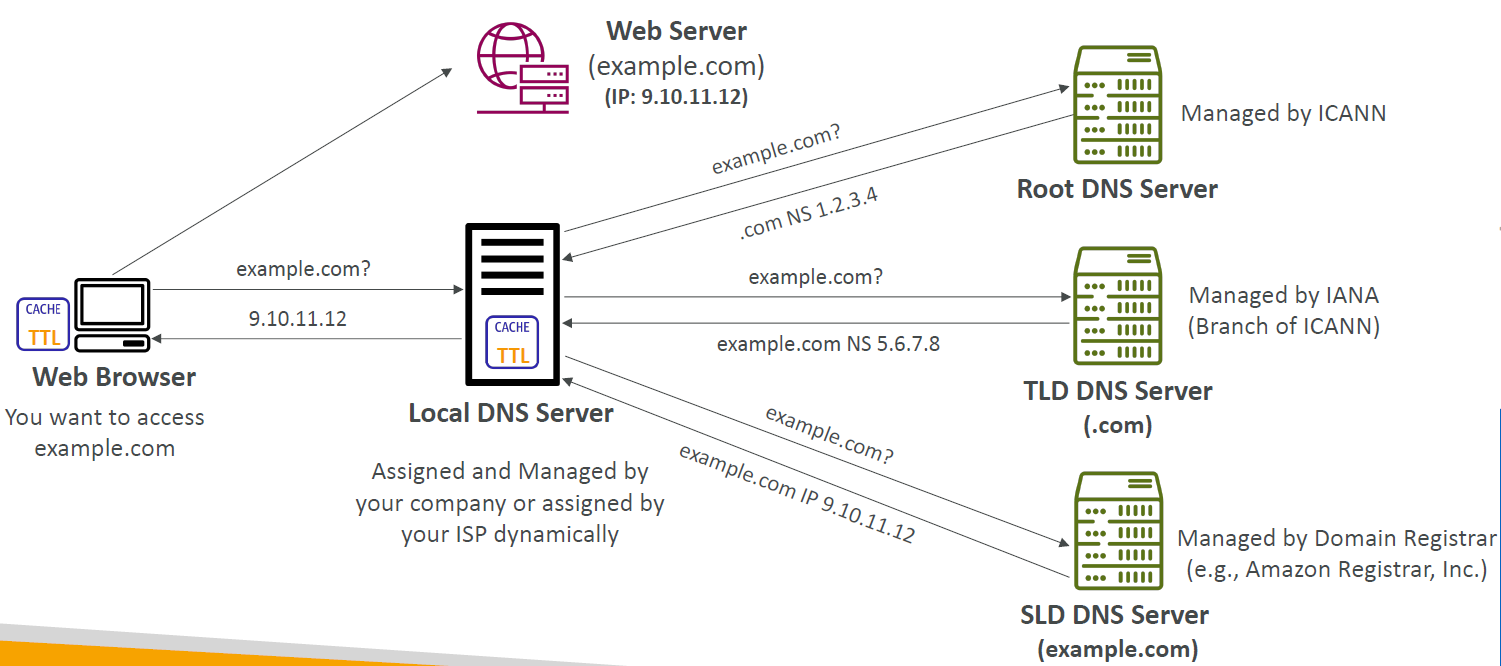 Web Server
(example.com)
(IP: 9.10.11.12)
Managed by ICANN
Root DNS Server
example.com?
.com NS 1.2.3.4
example.com?
9.10.11.12
CACHE
TTL
Web Browser
You want to access
example.com
CACHE
TTL
Local DNS Server
Assigned and Managed by
your company or assigned by
your ISP dynamically
example.com?
example.com NS 5.6.7.8
Managed by IANA
(Branch of ICANN)
TLD DNS Server
(.com)
example.com?
example.com IP 9.10.11.12
Managed by Domain Registrar
(e.g., Amazon Registrar, Inc.)
SLD DNS Server
(example.com)